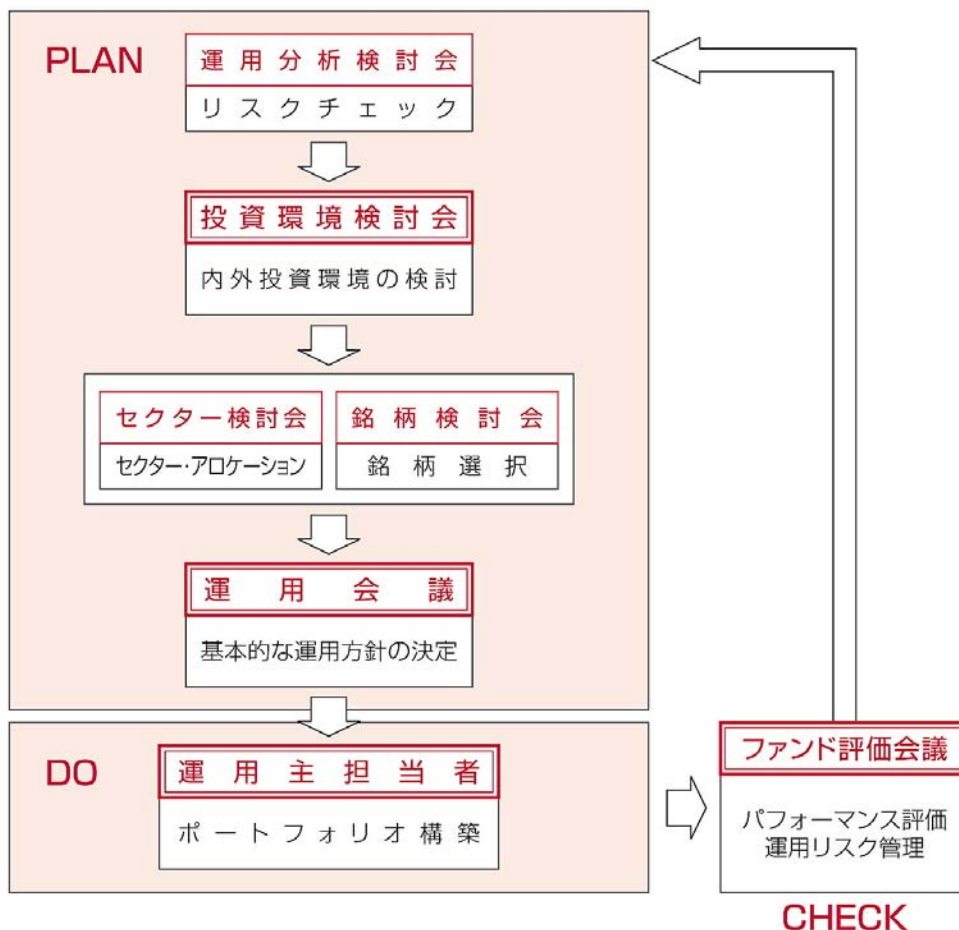 PLAN
運用分析検討会
リスクチェック
投資環境検討会
内外投資環境の検討
セクター検討会
セクター・アロケーション
銘柄検討会
銘柄選択
運用会議
基本的な運用方針の決定
DO
運用主担当者
ポートフォリオ構築
ファンド評価会議
パフォーマンス評価
運用リスク管理
CHECK